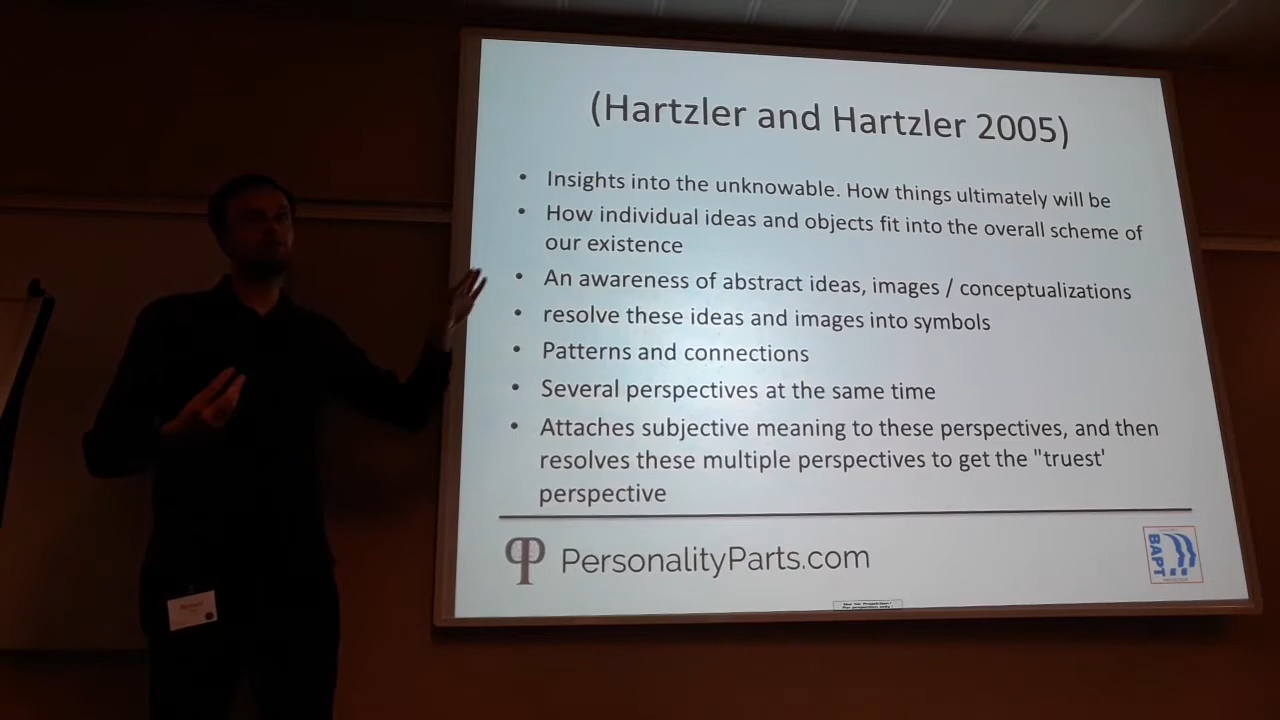 (Hartzler and Hartzler 2005)
• Insights into the unknowable. How things ultimately will be
• How individual ideas and objects fit into the overall scheme of
our existence
• An awareness of abstract ideas, images / conceptualizations
• resolve these ideas and images into symbols
• Patterns and connections
• Several perspectives at the same time
• Attaches subjective meaning to these perspectives, and then
resolves these multiple perspectives to get the "truest'
perspective
PersonalityParts.com
BAPT